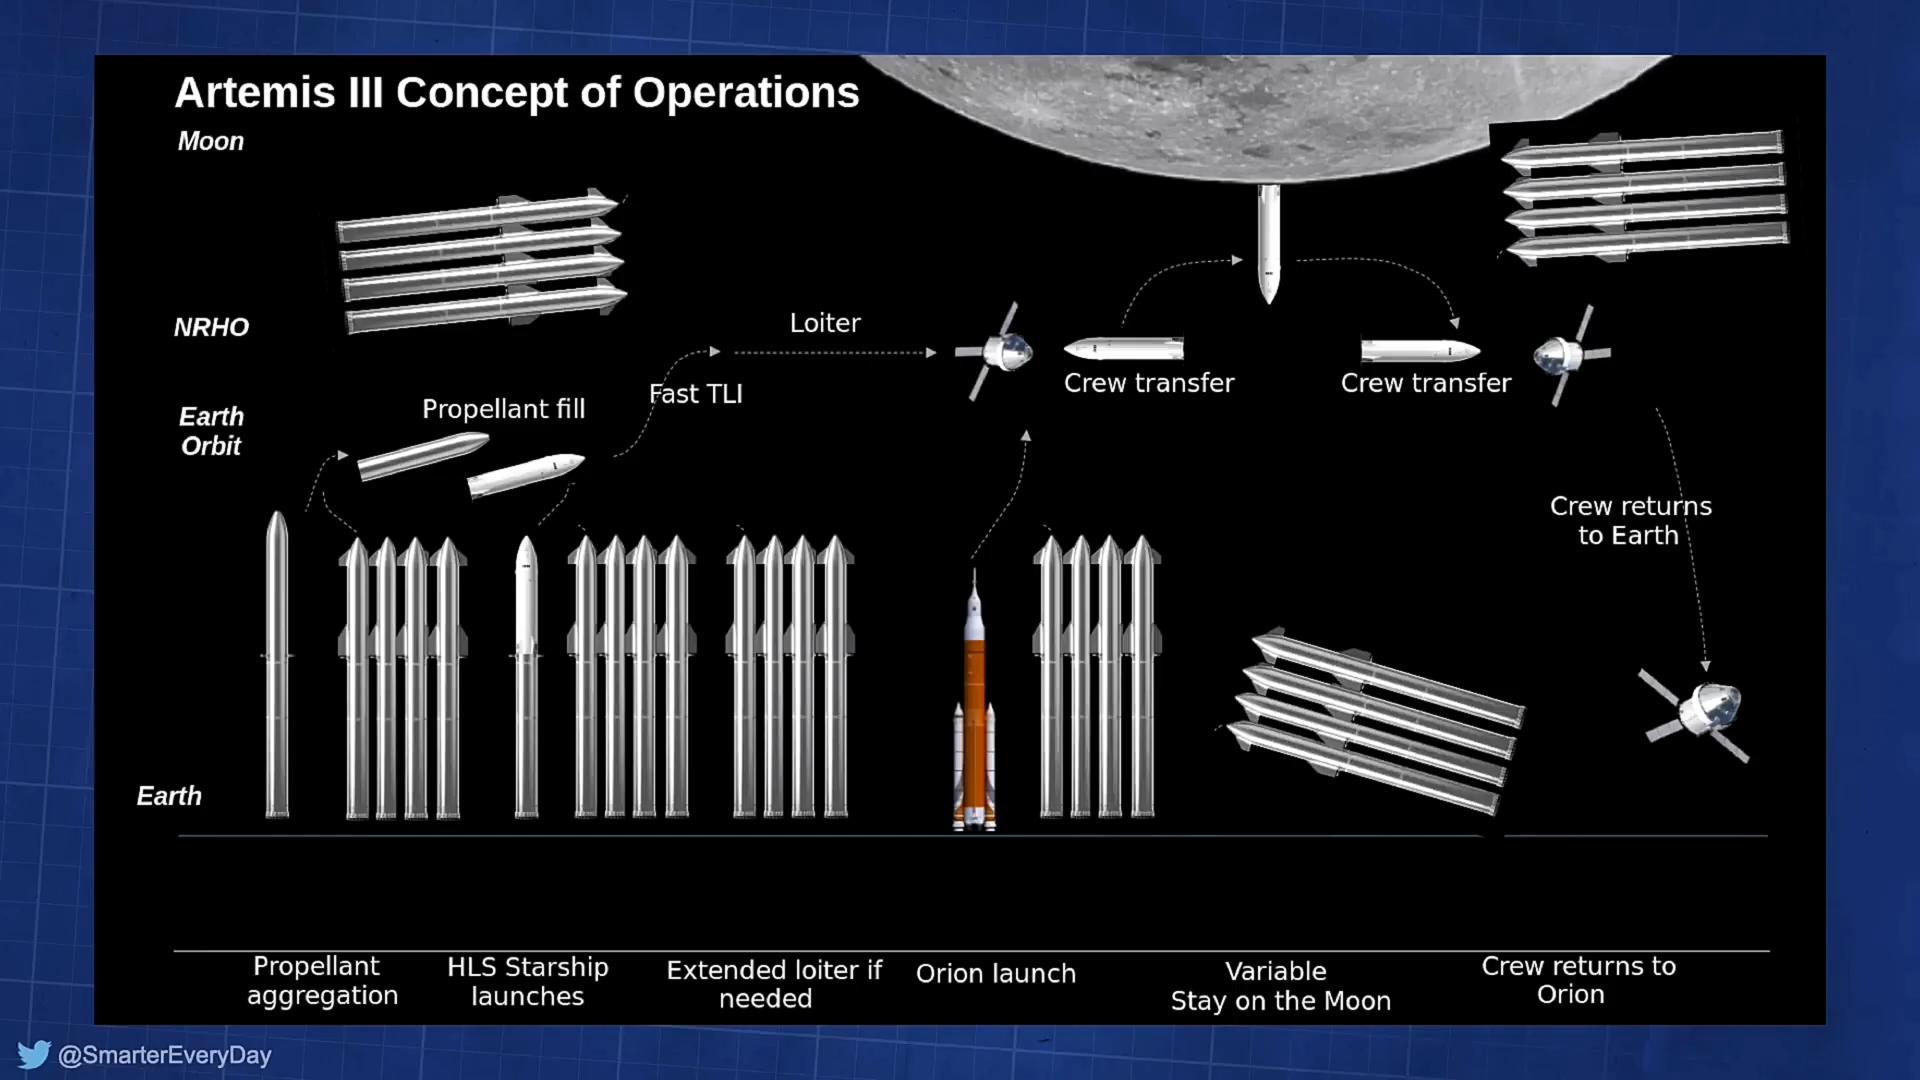 Artemis III Concept of Operations
Moon
NRHO
Loiter
Fast TLI
Crew transfer
Crew transfer
Earth
Orbit
Propellant fill
Crew returns
to Earth
Earth
Propellant
aggregation
HLS Starship
launches
Extended loiter if
needed
Orion launch
Variable
Stay on the Moon
Crew returns to
Orion
@SmarterEveryDay